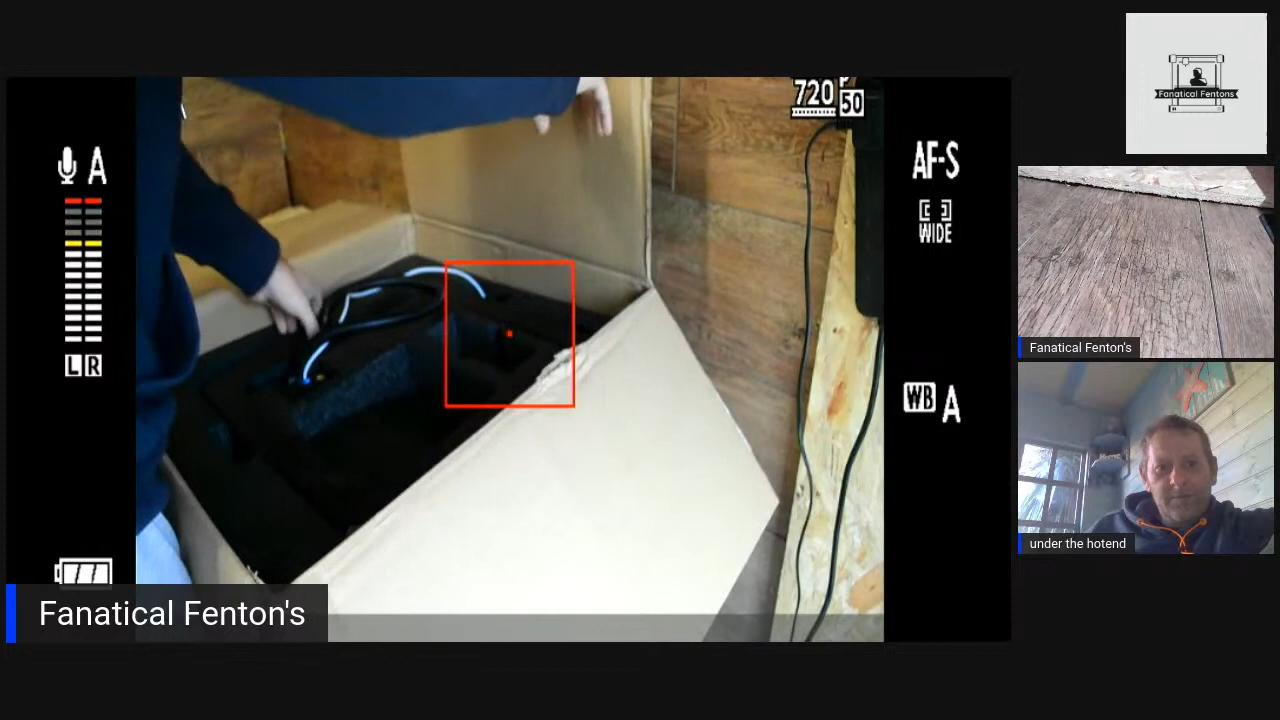 720 P 50
A
AF-S
WIDE
L R
WB A
Fanatical Fenton's
Fanatical Fentons
Fanatical Fenton's
under the hotend